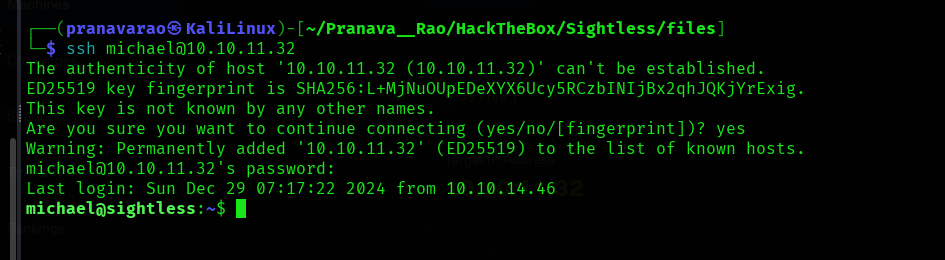 Machines
┌──(pranavarao㉿KaliLinux)-[~/Pranava__Rao/HackTheBox/Sightless/files]
└─$ ssh michael@10.10.11.32
The authenticity of host '10.10.11.32 (10.10.11.32)' can't be established.
ED25519 key fingerprint is SHA256:L+MjNuOUpEDeXYX6Ucy5RCzbINIjBx2qhJQKjYrExig.
This key is not known by any other names.
Are you sure you want to continue connecting (yes/no/[fingerprint])? yes
Warning: Permanently added '10.10.11.32' (ED25519) to the list of known hosts.
michael@10.10.11.32's password:
Last login: Sun Dec 29 07:17:22 2024 from 10.10.14.46
michael@sightless:~$
Rankings